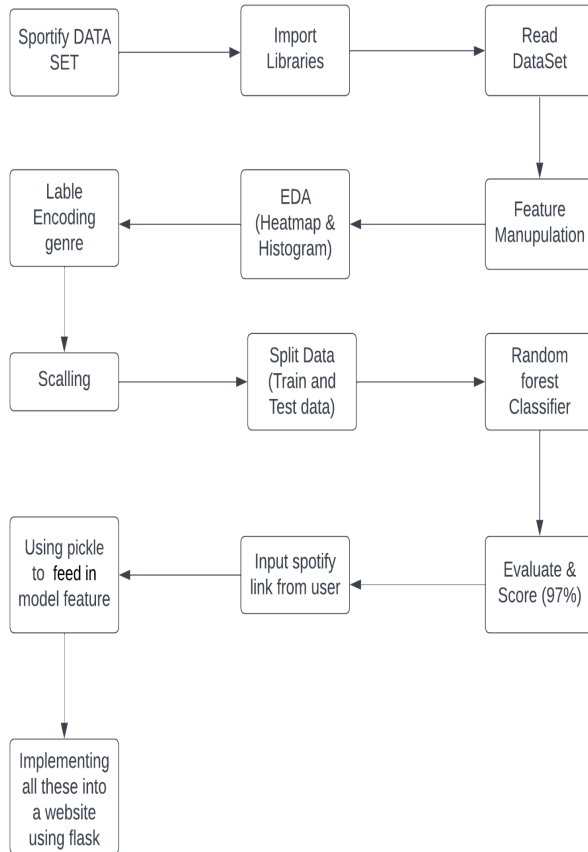 Sportify DATA
SET
Import
Libraries
Read
DataSet
Feature
Manupulation
EDA
(Heatmap &
Histogram)
Lable
Encoding
genre
Scalling
Split Data
(Train and
Test data)
Random
forest
Classifier
Evaluate &
Score (97%)
Input spotify
link from user
Using pickle
to feed in
model feature
Implementing
all these into
a website
using flask